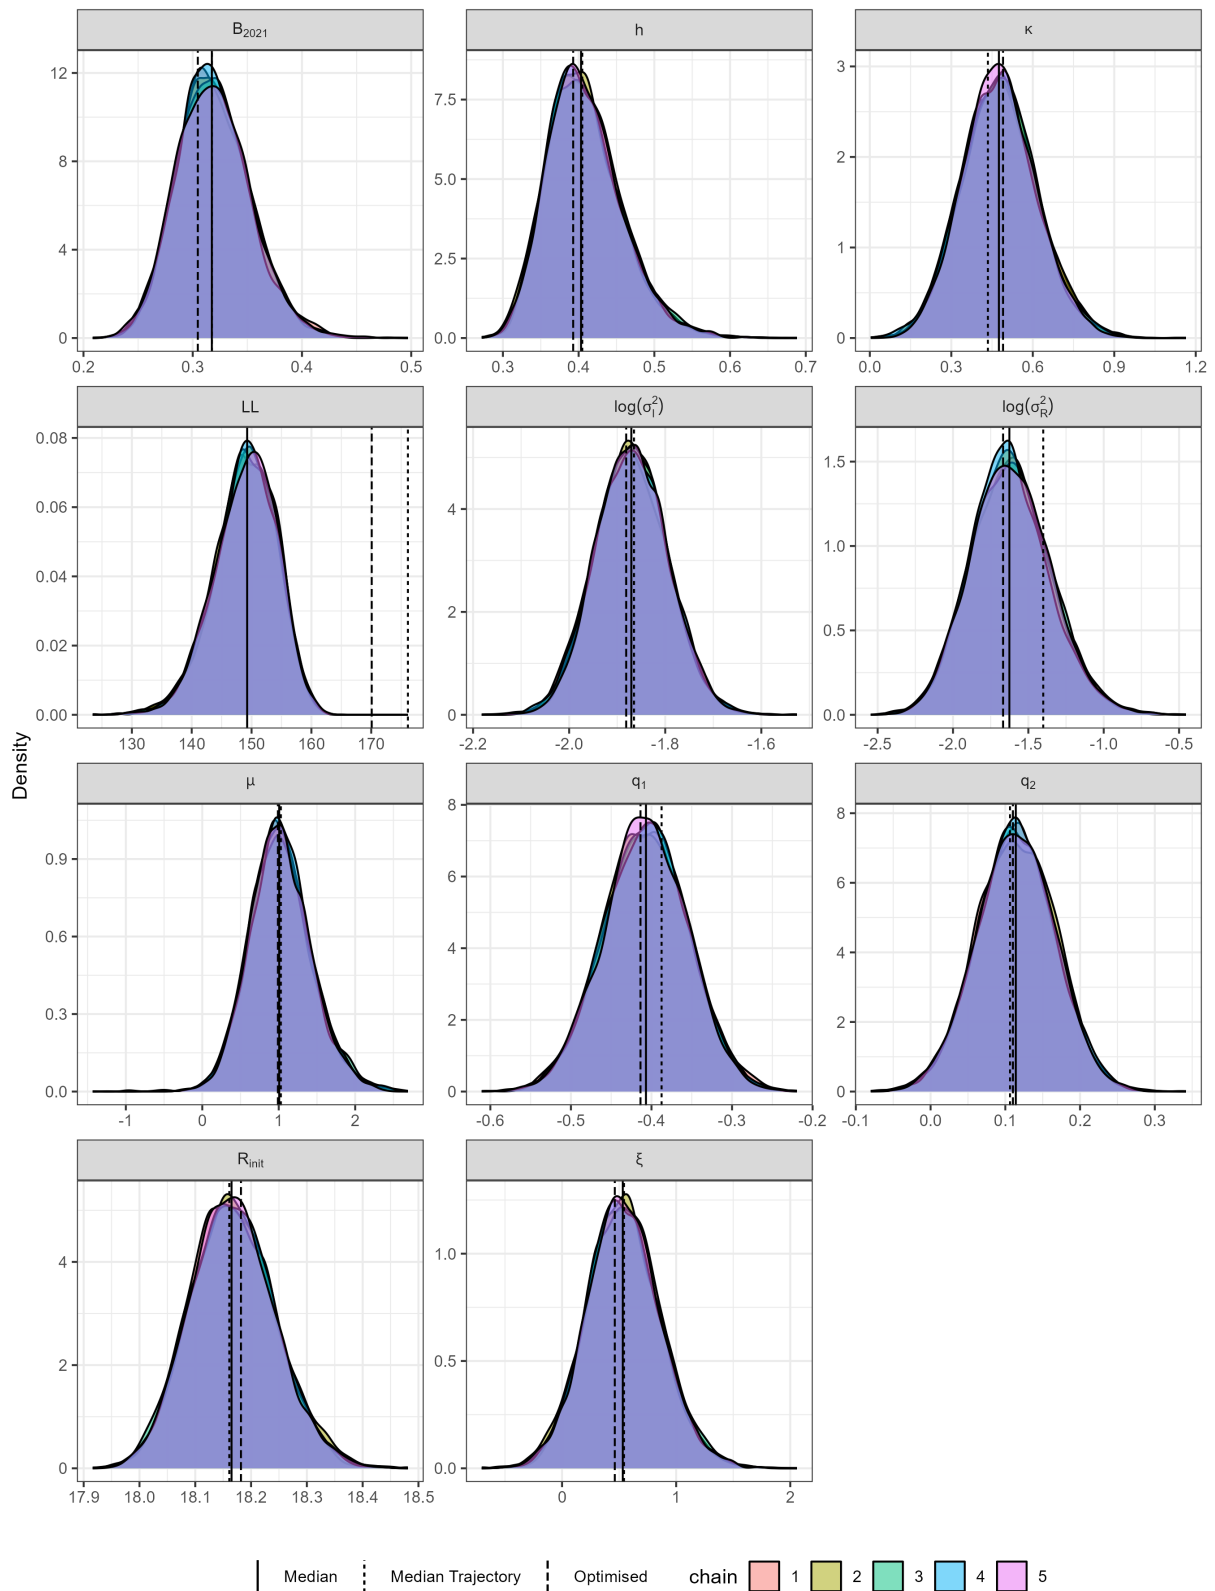 B2021 h κ
12 8 4 0
7.5 5.0 2.5 0.0
3 2 1 0
0.2 0.3 0.4 0.5
0.3 0.4 0.5 0.6 0.7
0.0 0.3 0.6 0.9 1.2
LL log(σ²I) log(σ²R)
0.08 0.06 0.04 0.02 0.00
4 2 0
1.5 1.0 0.5 0.0
130 140 150 160 170
-2.2 -2.0 -1.8 -1.6
-2.5 -2.0 -1.5 -1.0 -0.5
Density
μ q1 q2
0.9 0.6 0.3 0.0
8 6 4 2 0
8 6 4 2 0
-1 0 1 2
-0.6 -0.5 -0.4 -0.3 -0.2
-0.1 0.0 0.1 0.2 0.3
Rinit ξ
4 2 0
1.0 0.5 0.0
17.9 18.0 18.1 18.2 18.3 18.4 18.5
0 1 2
Median Median Trajectory Optimised chain 1 2 3 4 5